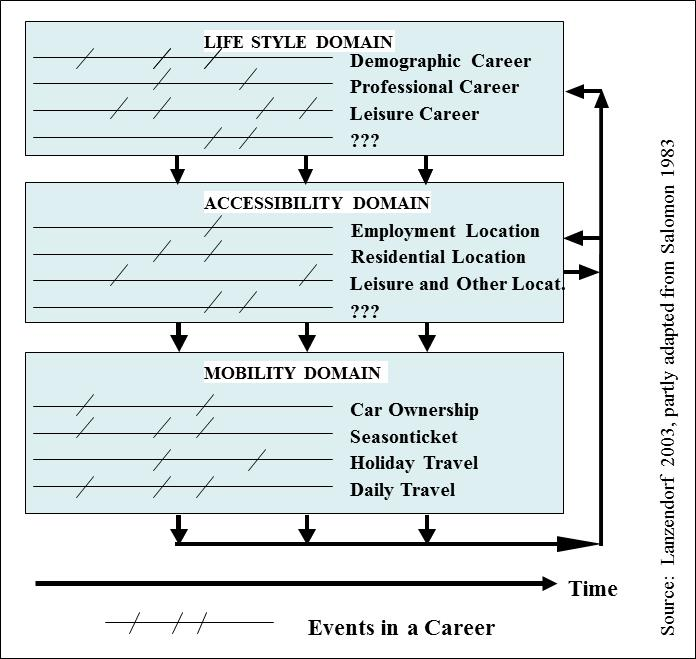 LIFE STYLE DOMAIN
Demographic Career
Professional Career
Leisure Career
???
ACCESSIBILITY DOMAIN
Employment Location
Residential Location
Leisure and Other Locat.
???
MOBILITY DOMAIN
Car Ownership
Seasonticket
Holiday Travel
Daily Travel
Time
Events in a Career
Source: Lanzendorf 2003, partly adapted from Salomon 1983